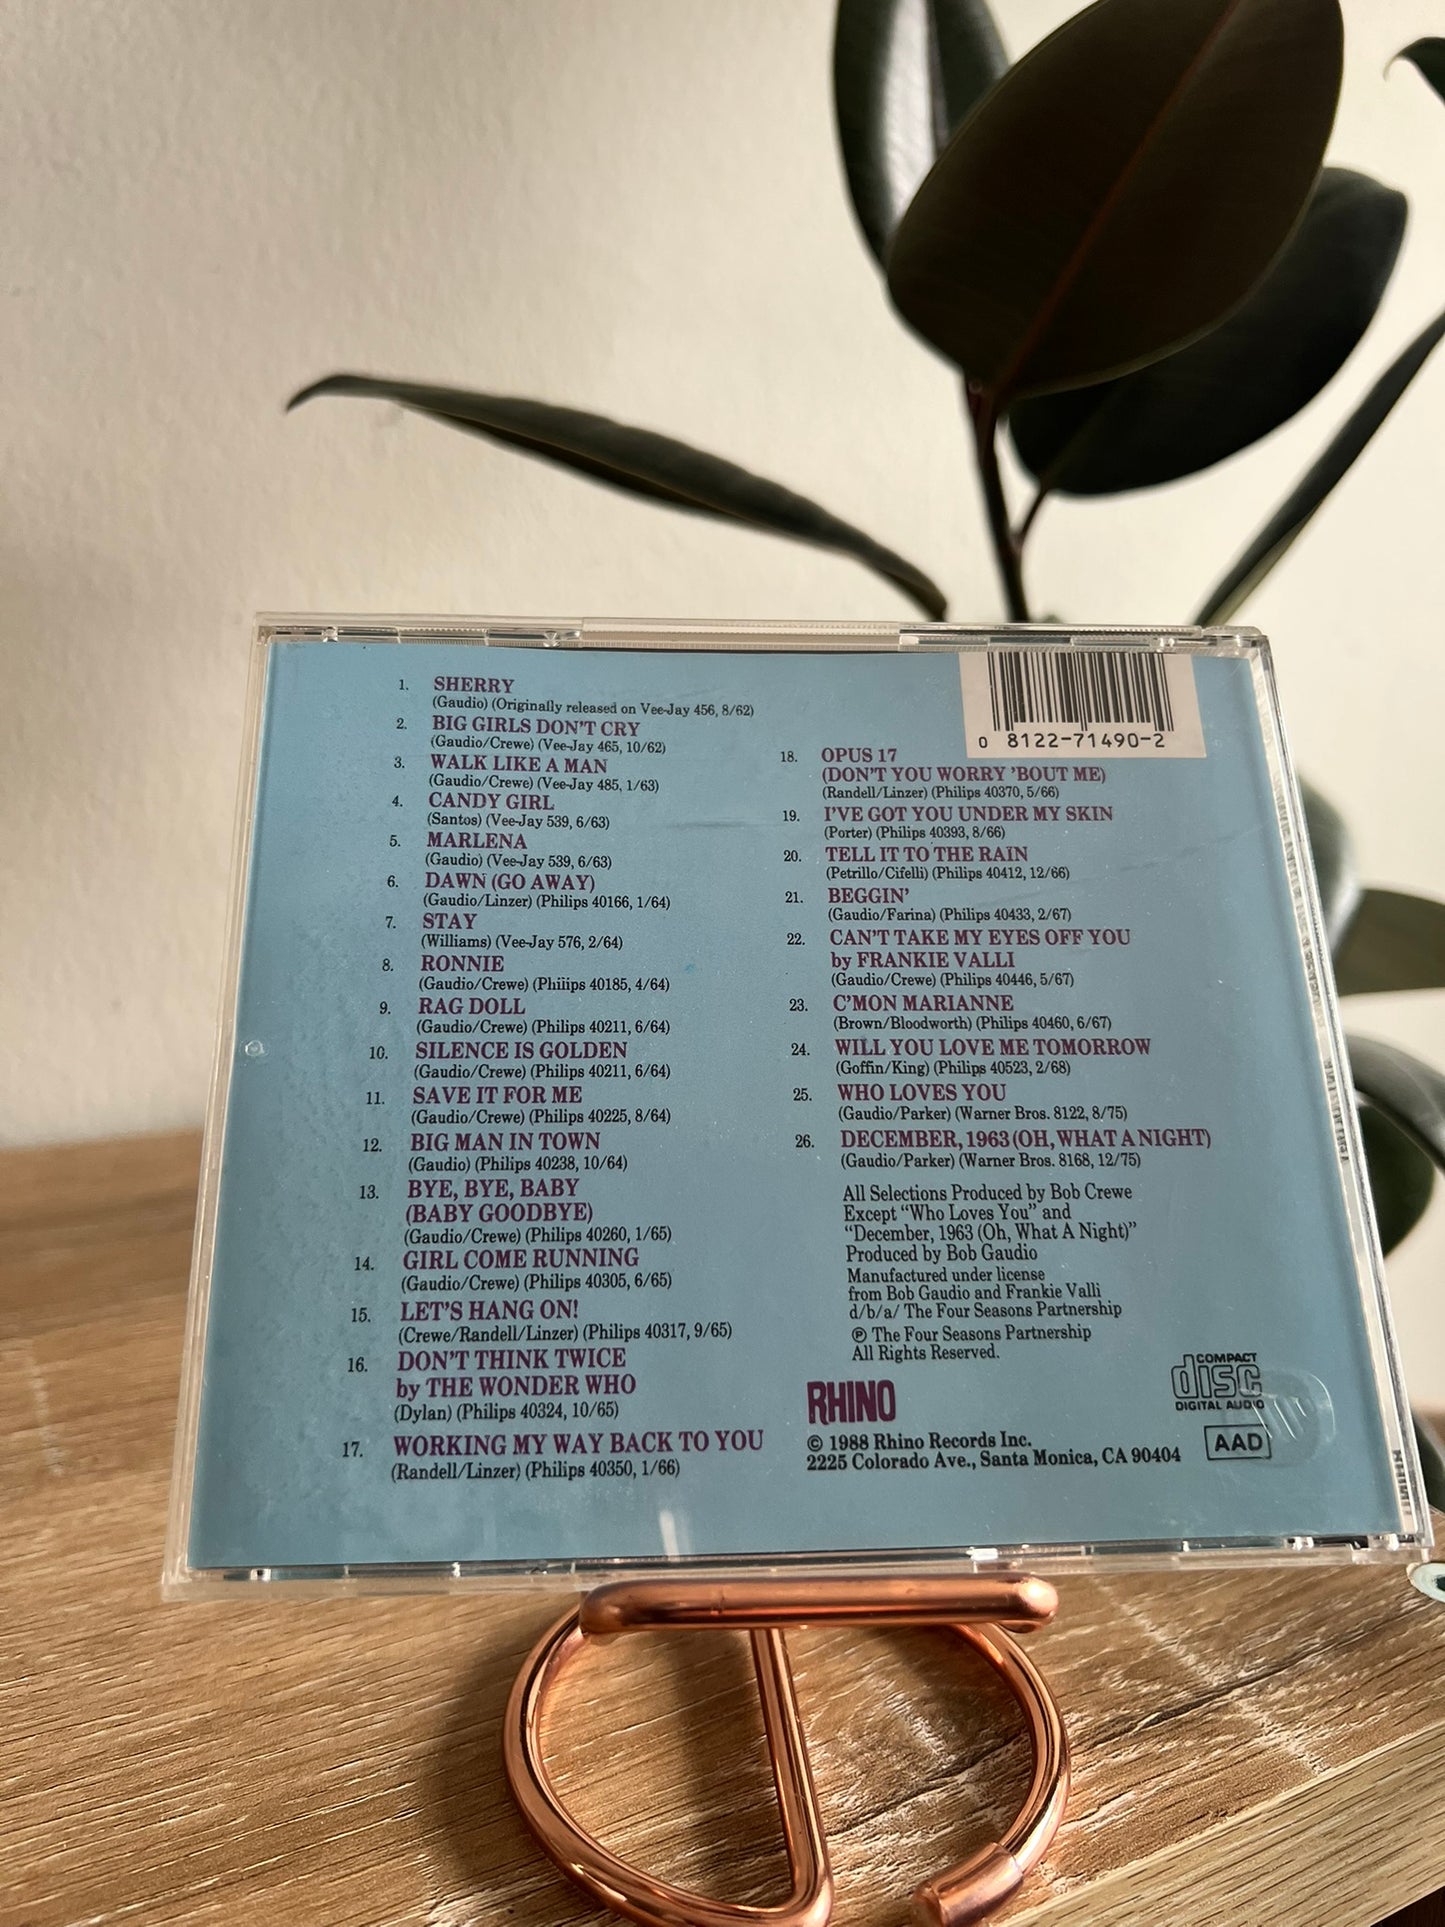 1. SHERRY
(Gaudio) (Originally released on Vee-Jay 456, 8/62)
2. BIG GIRLS DON'T CRY
(Gaudio/Crewe) (Vee-Jay 465, 10/62)
3. WALK LIKE A MAN
(Gaudio/Crewe) (Vee-Jay 485, 1/63)
4. CANDY GIRL
(Santos) (Vee-Jay 539, 6/63)
5. MARLENA
(Gaudio) (Vee-Jay 539, 6/63)
6. DAWN (GO AWAY)
(Gaudio/Linzer) (Philips 40166, 1/64)
7. STAY
(Williams) (Vee-Jay 576, 2/64)
8. RONNIE
(Gaudio/Crewe) (Philips 40185, 4/64)
9. RAG DOLL
(Gaudio/Crewe) (Philips 40211, 6/64)
10. SILENCE IS GOLDEN
(Gaudio/Crewe) (Philips 40211, 6/64)
11. SAVE IT FOR ME
(Gaudio/Crewe) (Philips 40225, 8/64)
12. BIG MAN IN TOWN
(Gaudio) (Philips 40238, 10/64)
13. BYE, BYE, BABY
(BABY GOODBYE)
(Gaudio/Crewe) (Philips 40260, 1/65)
14. GIRL COME RUNNING
(Gaudio/Crewe) (Philips 40305, 6/65)
15. LET'S HANG ON!
(Crewe/Randell/Linzer) (Philips 40317, 9/65)
16. DON'T THINK TWICE
by THE WONDER WHO
(Dylan) (Philips 40324, 10/65)
17. WORKING MY WAY BACK TO YOU
(Randell/Linzer) (Philips 40350, 1/66)
0 8122-71490-2
18. OPUS 17
(DON'T YOU WORRY 'BOUT ME)
(Randell/Linzer) (Philips 40370, 5/66)
19. I'VE GOT YOU UNDER MY SKIN
(Porter) (Philips 40393, 8/66)
20. TELL IT TO THE RAIN
(Petrillo/Cifelli) (Philips 40412, 12/66)
21. BEGGIN'
(Gaudio/Farina) (Philips 40433, 2/67)
22. CAN'T TAKE MY EYES OFF YOU
by FRANKIE VALLI
(Gaudio/Crewe) (Philips 40446, 5/67)
23. C'MON MARIANNE
(Brown/Bloodworth) (Philips 40460, 6/67)
24. WILL YOU LOVE ME TOMORROW
(Goffin/King) (Philips 40523, 2/68)
25. WHO LOVES YOU
(Gaudio/Parker) (Warner Bros. 8122, 8/75)
26. DECEMBER, 1963 (OH, WHAT A NIGHT)
(Gaudio/Parker) (Warner Bros. 8168, 12/75)
All Selections Produced by Bob Crewe
Except "Who Loves You" and
"December, 1963 (Oh, What A Night)"
Produced by Bob Gaudio
Manufactured under license
from Bob Gaudio and Frankie Valli
d/b/a/ The Four Seasons Partnership
℗ The Four Seasons Partnership
All Rights Reserved.
RHINO
© 1988 Rhino Records Inc.
2225 Colorado Ave., Santa Monica, CA 90404
COMPACT
disc
DIGITAL AUDIO
AAD